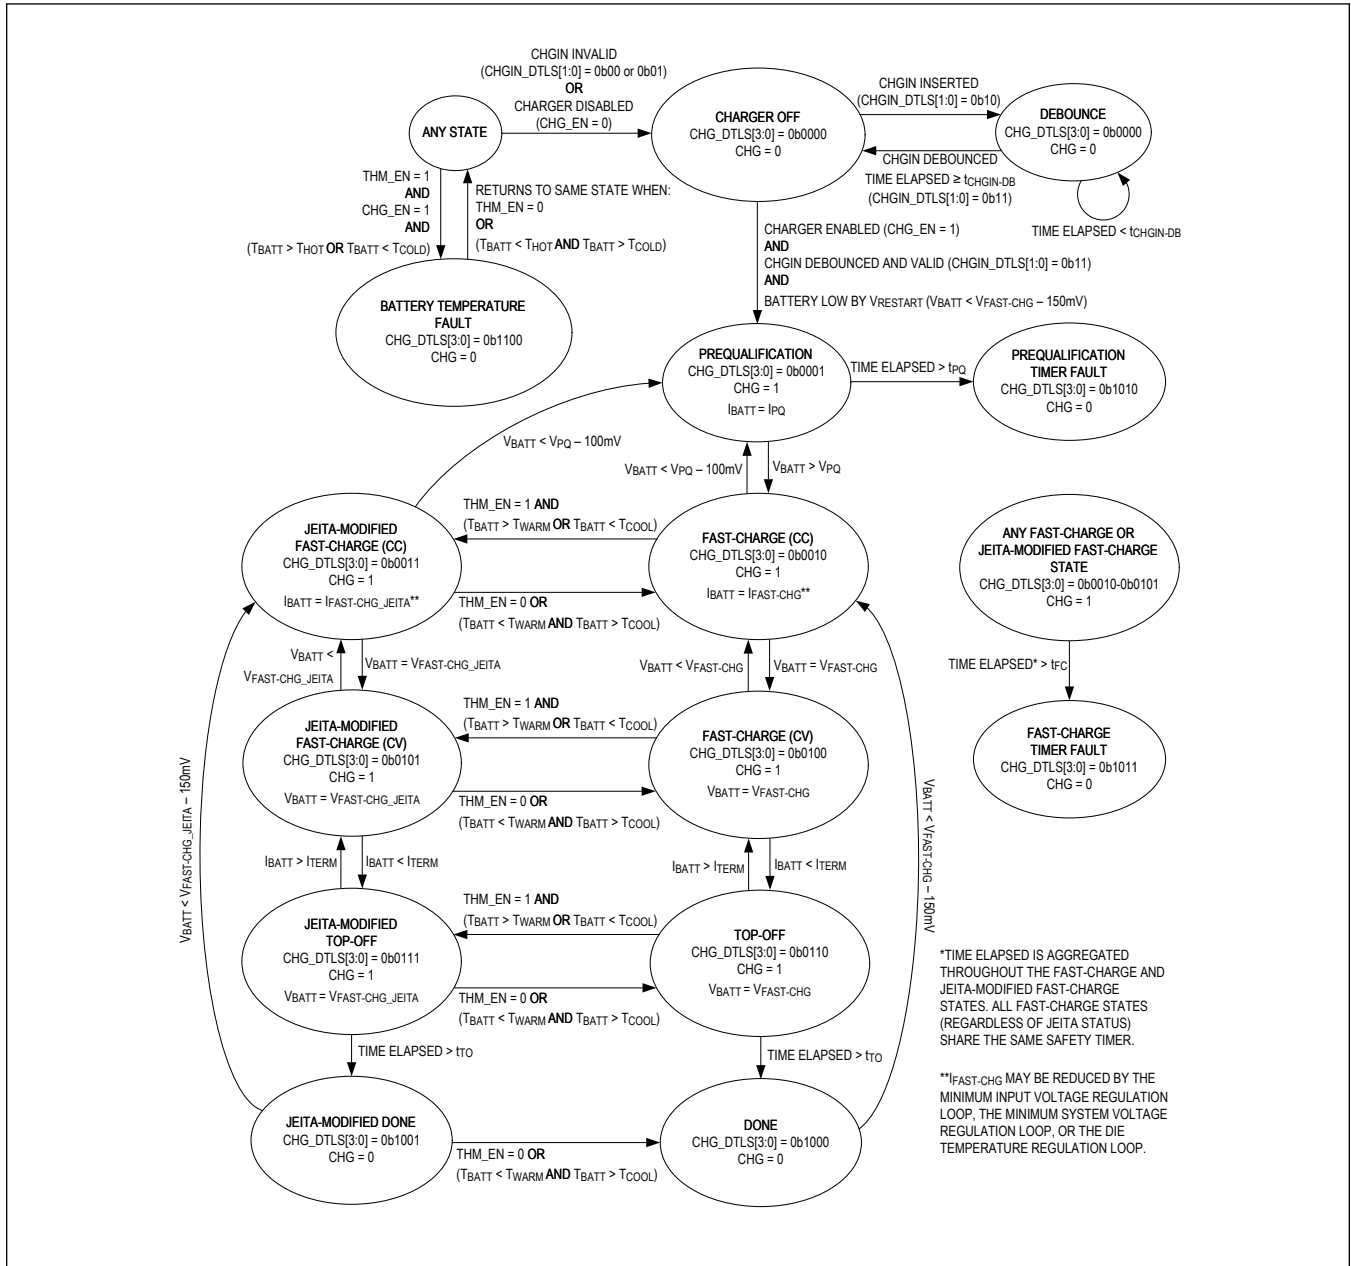 CHGIN INVALID
(CHGIN_DTLS[1:0] = 0b00 or 0b01)
OR
CHARGER DISABLED
(CHG_EN = 0)
ANY STATE
CHARGER OFF
CHG_DTLS[3:0] = 0b0000
CHG = 0
CHGIN INSERTED
(CHGIN_DTLS[1:0] = 0b10)
DEBOUNCE
CHG_DTLS[3:0] = 0b0000
CHG = 0
CHGIN DEBOUNCED
TIME ELAPSED ≥ tCHGIN-DB
(CHGIN_DTLS[1:0] = 0b11)
TIME ELAPSED < tCHGIN-DB
THM_EN = 1
AND
CHG_EN = 1
AND
(TBATT > THOT OR TBATT < TCOLD)
RETURNS TO SAME STATE WHEN:
THM_EN = 0
OR
(TBATT < THOT AND TBATT > TCOLD)
BATTERY TEMPERATURE
FAULT
CHG_DTLS[3:0] = 0b1100
CHG = 0
CHARGER ENABLED (CHG_EN = 1)
AND
CHGIN DEBOUNCED AND VALID (CHGIN_DTLS[1:0] = 0b11)
AND
BATTERY LOW BY VRESTART (VBATT < VFAST-CHG – 150mV)
PREQUALIFICATION
CHG_DTLS[3:0] = 0b0001
CHG = 1
IBATT = IPQ
TIME ELAPSED > tPQ
PREQUALIFICATION
TIMER FAULT
CHG_DTLS[3:0] = 0b1010
CHG = 0
VBATT < VPQ – 100mV
VBATT < VPQ – 100mV
VBATT > VPQ
JEITA-MODIFIED
FAST-CHARGE (CC)
CHG_DTLS[3:0] = 0b0011
CHG = 1
IBATT = IFAST-CHG_JEITA**
THM_EN = 1 AND
(TBATT > TWARM OR TBATT < TCOOL)
THM_EN = 0 OR
(TBATT < TWARM AND TBATT > TCOOL)
FAST-CHARGE (CC)
CHG_DTLS[3:0] = 0b0010
CHG = 1
IBATT = IFAST-CHG**
ANY FAST-CHARGE OR
JEITA-MODIFIED FAST-CHARGE
STATE
CHG_DTLS[3:0] = 0b0010-0b0101
CHG = 1
TIME ELAPSED* > tFC
FAST-CHARGE
TIMER FAULT
CHG_DTLS[3:0] = 0b1011
CHG = 0
VBATT <
VFAST-CHG_JEITA
VBATT = VFAST-CHG_JEITA
VBATT < VFAST-CHG
VBATT = VFAST-CHG
JEITA-MODIFIED
FAST-CHARGE (CV)
CHG_DTLS[3:0] = 0b0101
CHG = 1
VBATT = VFAST-CHG_JEITA
THM_EN = 1 AND
(TBATT > TWARM OR TBATT < TCOOL)
THM_EN = 0 OR
(TBATT < TWARM AND TBATT > TCOOL)
FAST-CHARGE (CV)
CHG_DTLS[3:0] = 0b0100
CHG = 1
VBATT = VFAST-CHG
VBATT < VFAST-CHG_JEITA – 150mV
VBATT < VFAST-CHG – 150mV
IBATT > ITERM
IBATT < ITERM
IBATT > ITERM
IBATT < ITERM
JEITA-MODIFIED
TOP-OFF
CHG_DTLS[3:0] = 0b0111
CHG = 1
VBATT = VFAST-CHG_JEITA
THM_EN = 1 AND
(TBATT > TWARM OR TBATT < TCOOL)
THM_EN = 0 OR
(TBATT < TWARM AND TBATT > TCOOL)
TOP-OFF
CHG_DTLS[3:0] = 0b0110
CHG = 1
VBATT = VFAST-CHG
TIME ELAPSED > tTO
TIME ELAPSED > tTO
JEITA-MODIFIED DONE
CHG_DTLS[3:0] = 0b1001
CHG = 0
THM_EN = 0 OR
(TBATT < TWARM AND TBATT > TCOOL)
DONE
CHG_DTLS[3:0] = 0b1000
CHG = 0
*TIME ELAPSED IS AGGREGATED
THROUGHOUT THE FAST-CHARGE AND
JEITA-MODIFIED FAST-CHARGE
STATES. ALL FAST-CHARGE STATES
(REGARDLESS OF JEITA STATUS)
SHARE THE SAME SAFETY TIMER.
**IFAST-CHG MAY BE REDUCED BY THE
MINIMUM INPUT VOLTAGE REGULATION
LOOP, THE MINIMUM SYSTEM VOLTAGE
REGULATION LOOP, OR THE DIE
TEMPERATURE REGULATION LOOP.